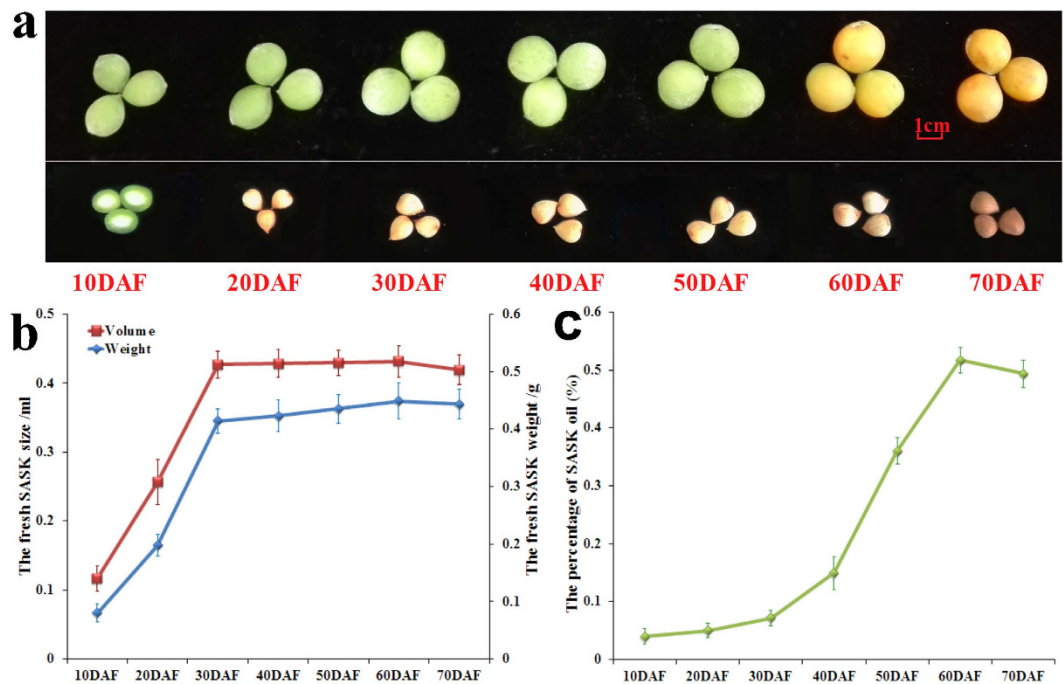 a
1cm
10DAF 20DAF 30DAF 40DAF 50DAF 60DAF 70DAF
b
Volume
Weight
The fresh SASK size /ml
0.5
0.4
0.3
0.2
0.1
0
The fresh SASK weight /g
0.6
0.5
0.4
0.3
0.2
0.1
0
10DAF 20DAF 30DAF 40DAF 50DAF 60DAF 70DAF
c
The percentage of SASK oil (%)
0.6
0.5
0.4
0.3
0.2
0.1
0
10DAF 20DAF 30DAF 40DAF 50DAF 60DAF 70DAF